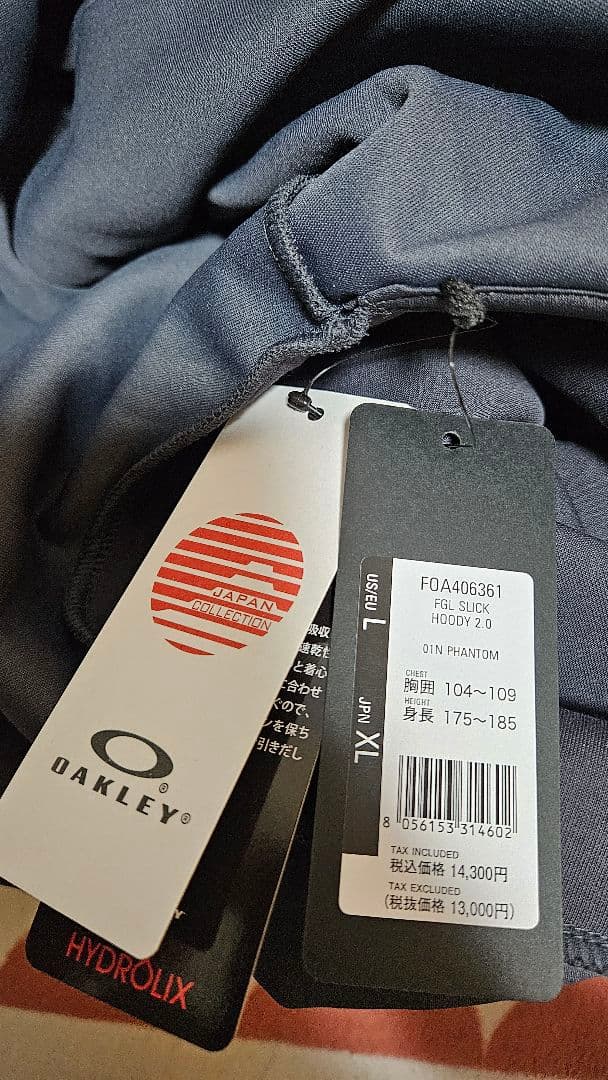 JAPAN
COLLECTION
OAKLEY®
吸収
速乾性
と着心
に合わせ
ぐので、
ンを保ち
引きだし
HYDROLIX
US/EU L
JPN XL
FOA406361
FGL SLICK
HOODY 2.0
01N PHANTOM
CHEST
胸囲 104～109
HEIGHT
身長 175～185
8 056153 314602
TAX INCLUDED
税込価格 14,300円
TAX EXCLUDED
(税抜価格 13,000円)